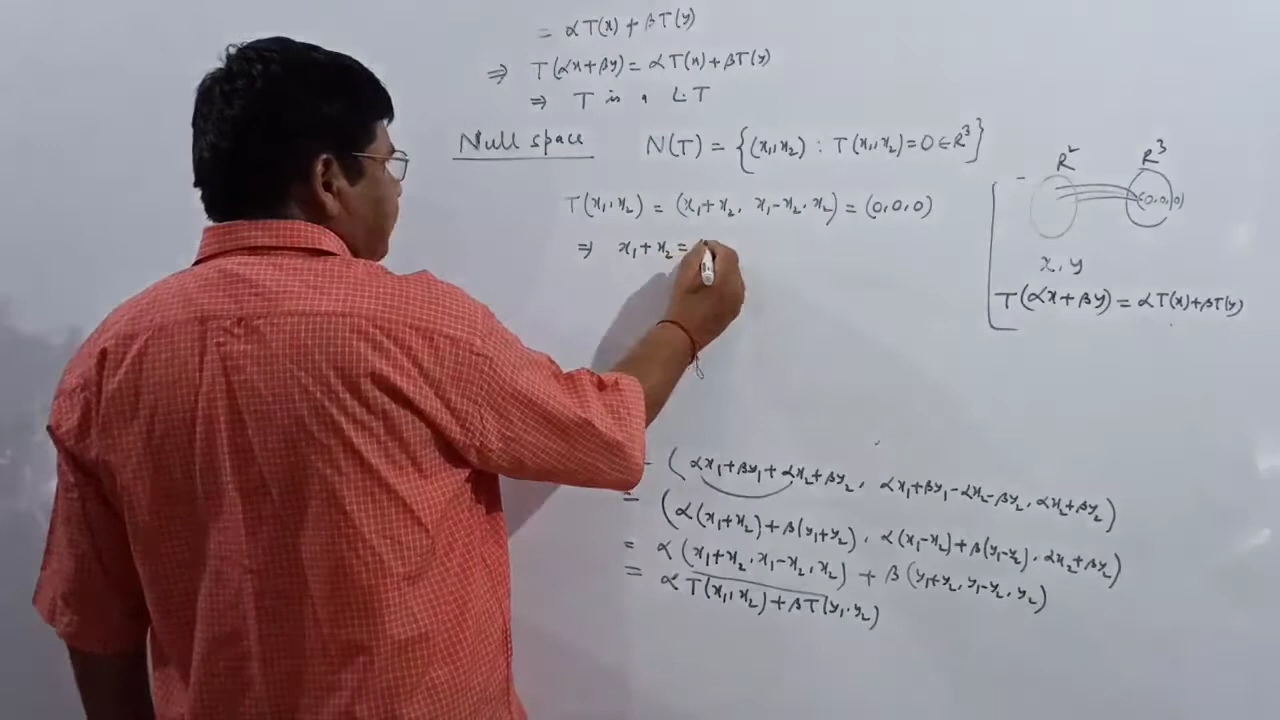 = αT(x) + βT(y)
⇒ T(αx+βy) = αT(x)+βT(y)
⇒ T is a L.T
Null space N(T) = {(x₁,x₂) : T(x₁,x₂)=0∈R³}
T(x₁,x₂) = (x₁+x₂, x₁-x₂, x₂) = (0,0,0)
⇒ x₁+x₂=
R² R³
(0,0,0)
x, y
T(αx+βy) = αT(x)+βT(y)
(αx₁+βy₁+αx₂+βy₂, αx₁+βy₁-αx₂-βy₂, αx₂+βy₂)
= (α(x₁+x₂)+β(y₁+y₂), α(x₁-x₂)+β(y₁-y₂), αx₂+βy₂)
= α(x₁+x₂, x₁-x₂, x₂) + β(y₁+y₂, y₁-y₂, y₂)
= αT(x₁,x₂)+βT(y₁,y₂)